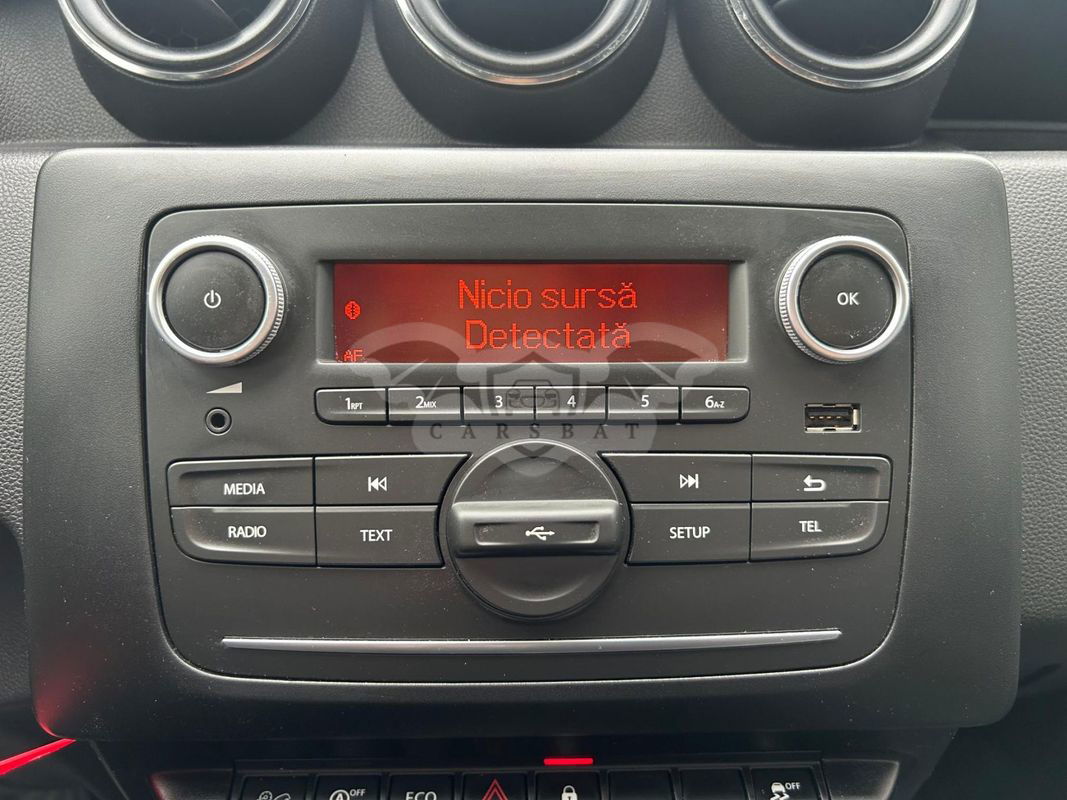 Nicio sursă
Detectată
AF
OK
1RPT 2MIX 3 4 5 6A-Z
CARSBAT
MEDIA
RADIO TEXT SETUP TEL
OFF ECO OFF